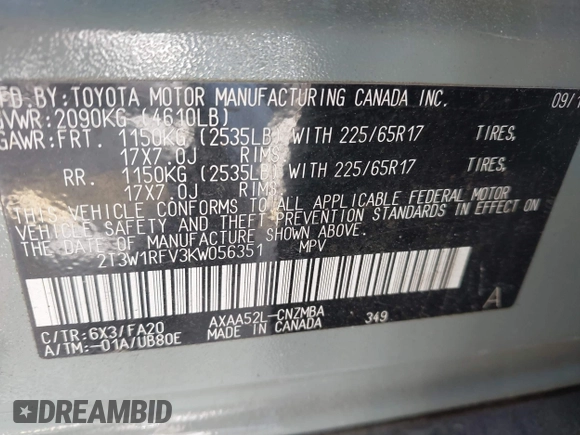 MFD.BY:TOYOTA MOTOR MANUFACTURING CANADA INC. 09/1
GVWR: 2090KG (4610LB)
GAWR:FRT. 1150KG (2535LB) WITH 225/65R17 TIRES,
17X7.0J RIMS.
RR. 1150KG (2535LB) WITH 225/65R17 TIRES,
17X7.0J RIMS.
THIS VEHICLE CONFORMS TO ALL APPLICABLE FEDERAL MOTOR
VEHICLE SAFETY AND THEFT PREVENTION STANDARDS IN EFFECT ON
THE DATE OF MANUFACTURE SHOWN ABOVE.
2T3W1RFV3KW056351 MPV
C/TR:6X3/FA20 AXAA52L-CNZMBA 349 A
A/TM:-01A/UB80E MADE IN CANADA
DREAMBID